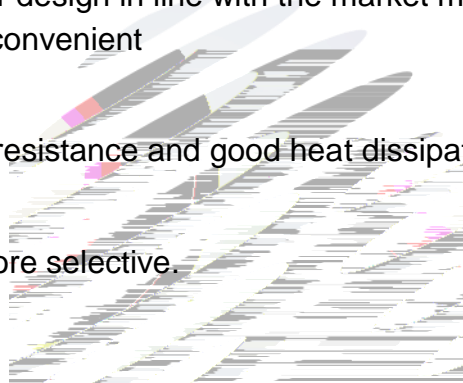 design in line with the market
convenient
resistance and good heat dissipat
ore selective.